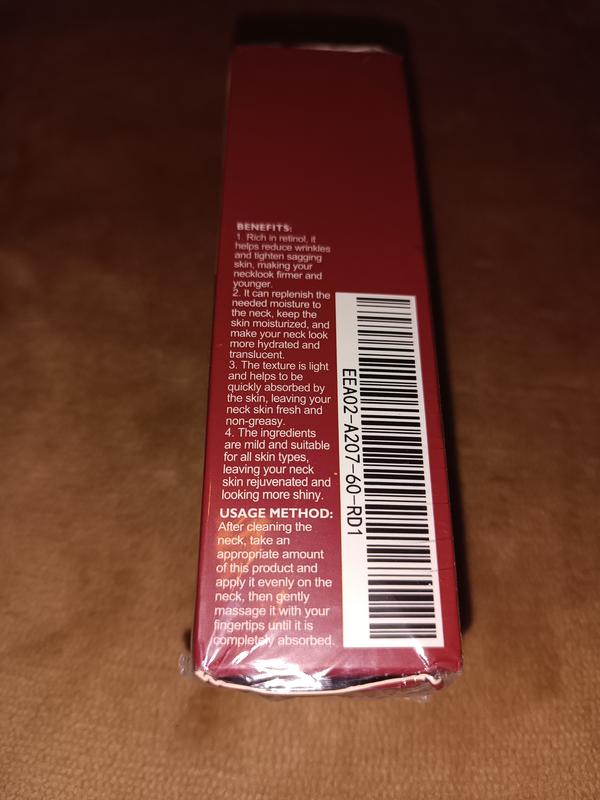 BENEFITS:
1. Rich in retinol, it
helps reduce wrinkles
and tighten sagging
skin, making your
necklook firmer and
younger.
2. It can replenish the
needed moisture to
the neck, keep the
skin moisturized, and
make your neck look
more hydrated and
translucent.
3. The texture is light
and helps to be
quickly absorbed by
the skin, leaving your
neck skin fresh and
non-greasy.
4. The ingredients
are mild and suitable
for all skin types,
leaving your neck
skin rejuvenated and
looking more shiny.
USAGE METHOD:
After cleaning the
neck, take an
appropriate amount
of this product and
apply it evenly on the
neck, then gently
massage it with your
fingertips until it is
completely absorbed.
EEA02-A207-60-RD1